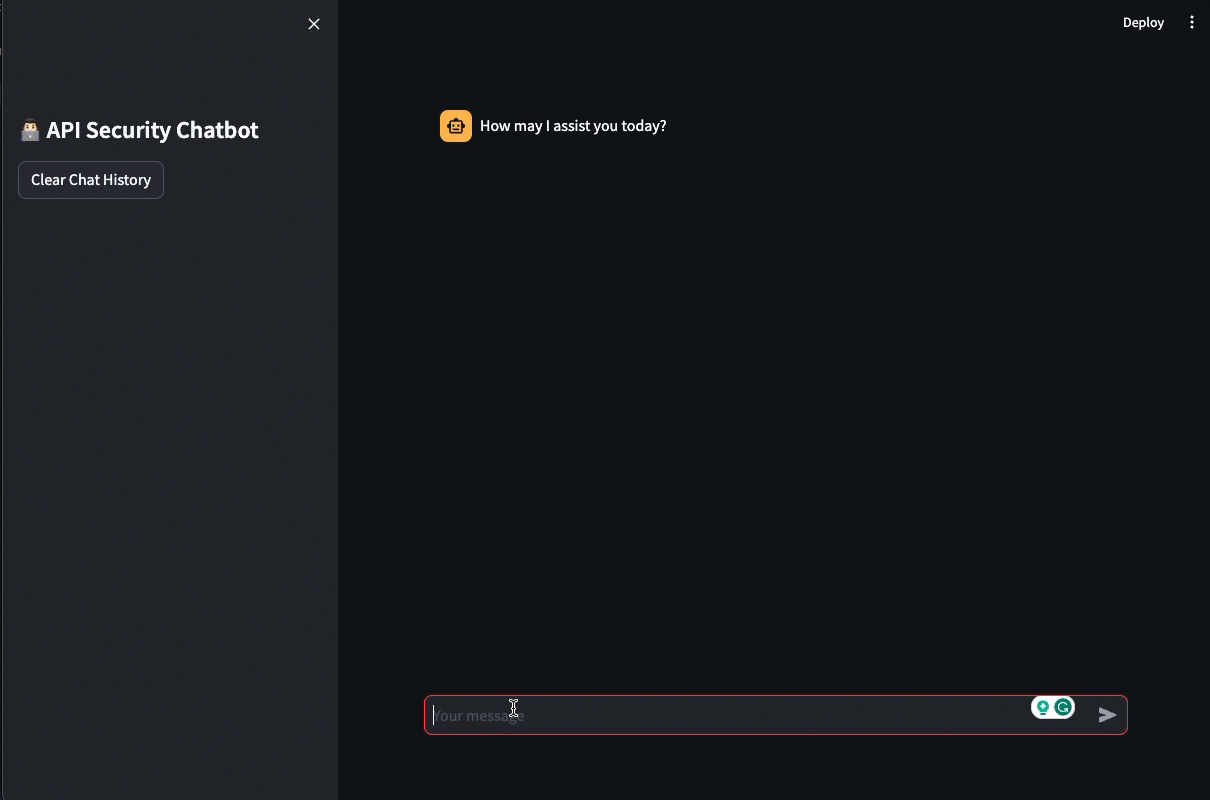 Deploy
API Security Chatbot
Clear Chat History
How may I assist you today?
Your message